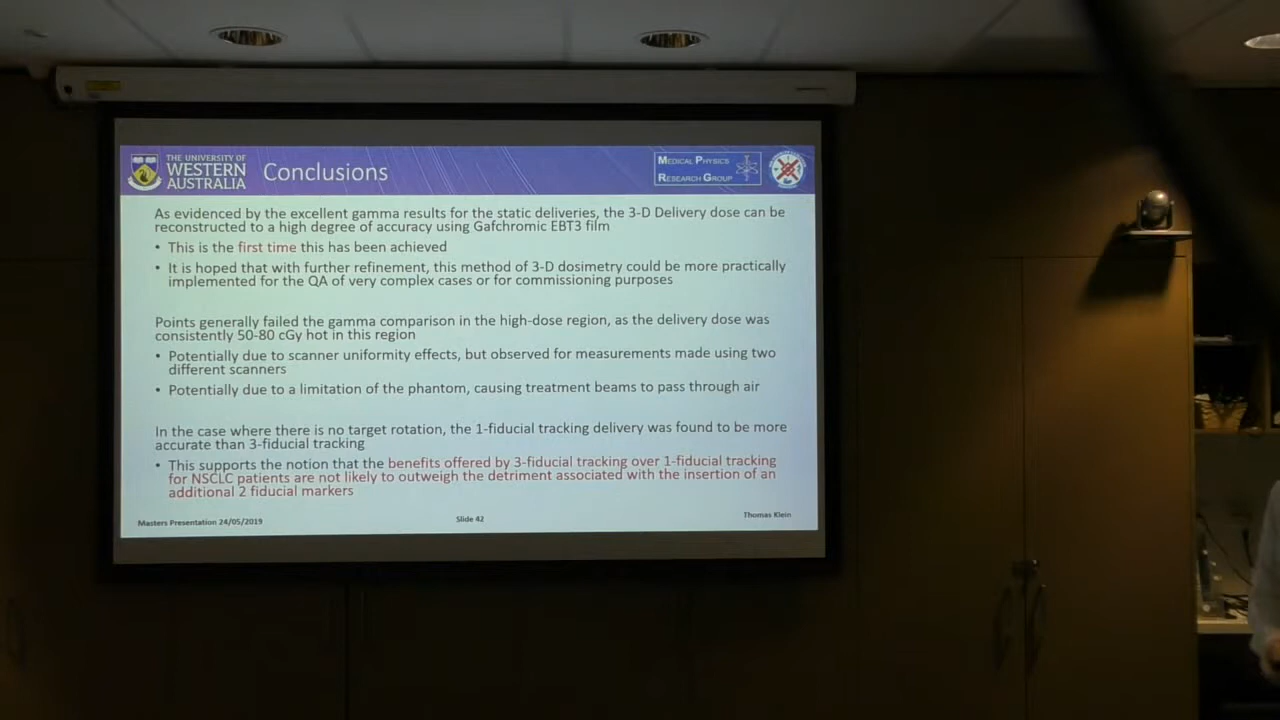 THE UNIVERSITY OF
WESTERN
AUSTRALIA
Conclusions
MEDICAL PHYSICS
RESEARCH GROUP
As evidenced by the excellent gamma results for the static deliveries, the 3-D Delivery dose can be
reconstructed to a high degree of accuracy using Gafchromic EBT3 film
• This is the first time this has been achieved
• It is hoped that with further refinement, this method of 3-D dosimetry could be more practically
implemented for the QA of very complex cases or for commissioning purposes
Points generally failed the gamma comparison in the high-dose region, as the delivery dose was
consistently 50-80 cGy hot in this region
• Potentially due to scanner uniformity effects, but observed for measurements made using two
different scanners
• Potentially due to a limitation of the phantom, causing treatment beams to pass through air
In the case where there is no target rotation, the 1-fiducial tracking delivery was found to be more
accurate than 3-fiducial tracking
• This supports the notion that the benefits offered by 3-fiducial tracking over 1-fiducial tracking
for NSCLC patients are not likely to outweigh the detriment associated with the insertion of an
additional 2 fiducial markers
Masters Presentation 24/05/2019
Slide 42
Thomas Klein